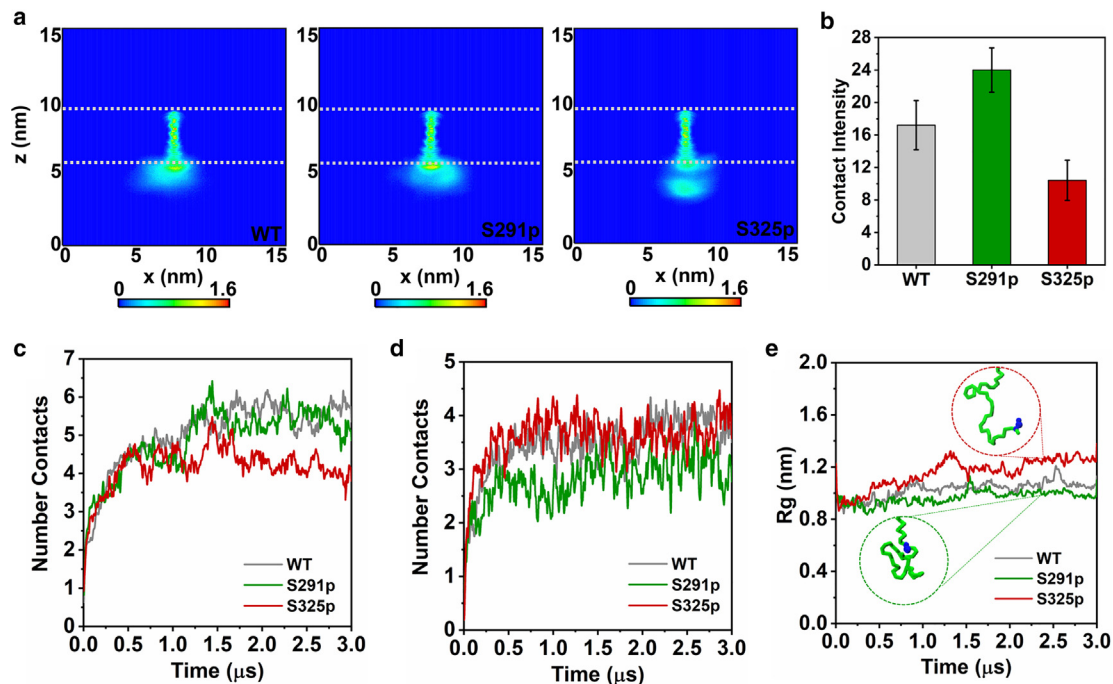 a
15
10
5
0
z (nm)
WT
0 5 10 15
x (nm)
0 1.6
15
10
5
0
S291p
0 5 10 15
x (nm)
0 1.6
15
10
5
0
S325p
0 5 10 15
x (nm)
0 1.6
b
28
24
20
16
12
8
4
0
Contact Intensity
WT S291p S325p
c
7
6
5
4
3
2
1
0
Number Contacts
WT
S291p
S325p
0.0 0.5 1.0 1.5 2.0 2.5 3.0
Time (μs)
d
5
4
3
2
1
0
Number Contacts
WT
S291p
S325p
0.0 0.5 1.0 1.5 2.0 2.5 3.0
Time (μs)
e
2.0
1.6
1.2
0.8
0.4
0.0
Rg (nm)
WT
S291p
S325p
0.0 0.5 1.0 1.5 2.0 2.5 3.0
Time (μs)